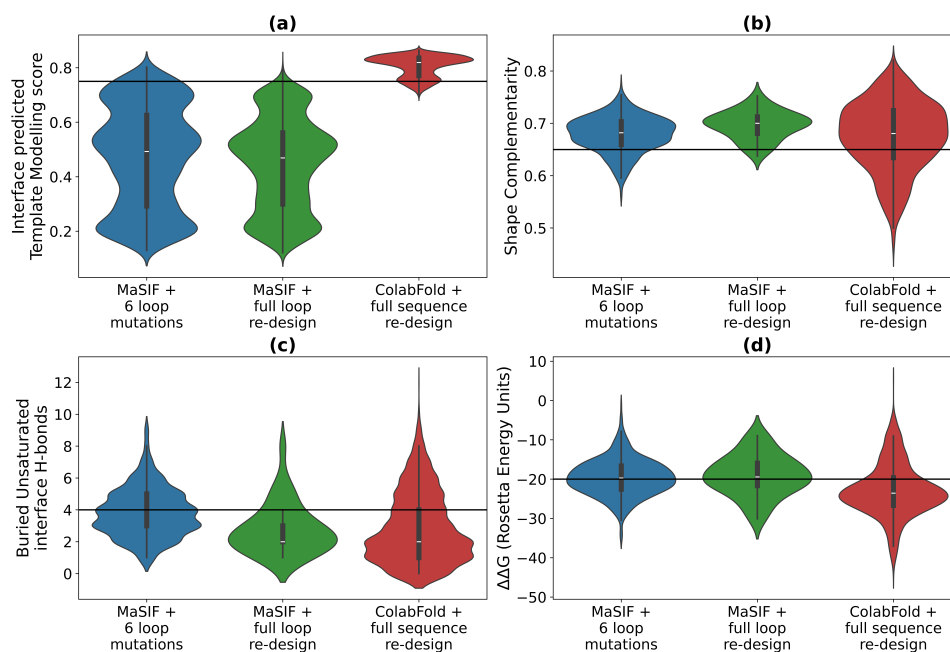 (a)
Interface predicted
Template Modelling score
0.8
0.6
0.4
0.2
MaSIF +
6 loop
mutations
MaSIF +
full loop
re-design
ColabFold +
full sequence
re-design
(b)
Shape Complementarity
0.8
0.7
0.6
0.5
MaSIF +
6 loop
mutations
MaSIF +
full loop
re-design
ColabFold +
full sequence
re-design
(c)
Buried Unsaturated
interface H-bonds
12
10
8
6
4
2
0
MaSIF +
6 loop
mutations
MaSIF +
full loop
re-design
ColabFold +
full sequence
re-design
(d)
ΔΔG (Rosetta Energy Units)
10
0
−10
−20
−30
−40
−50
MaSIF +
6 loop
mutations
MaSIF +
full loop
re-design
ColabFold +
full sequence
re-design